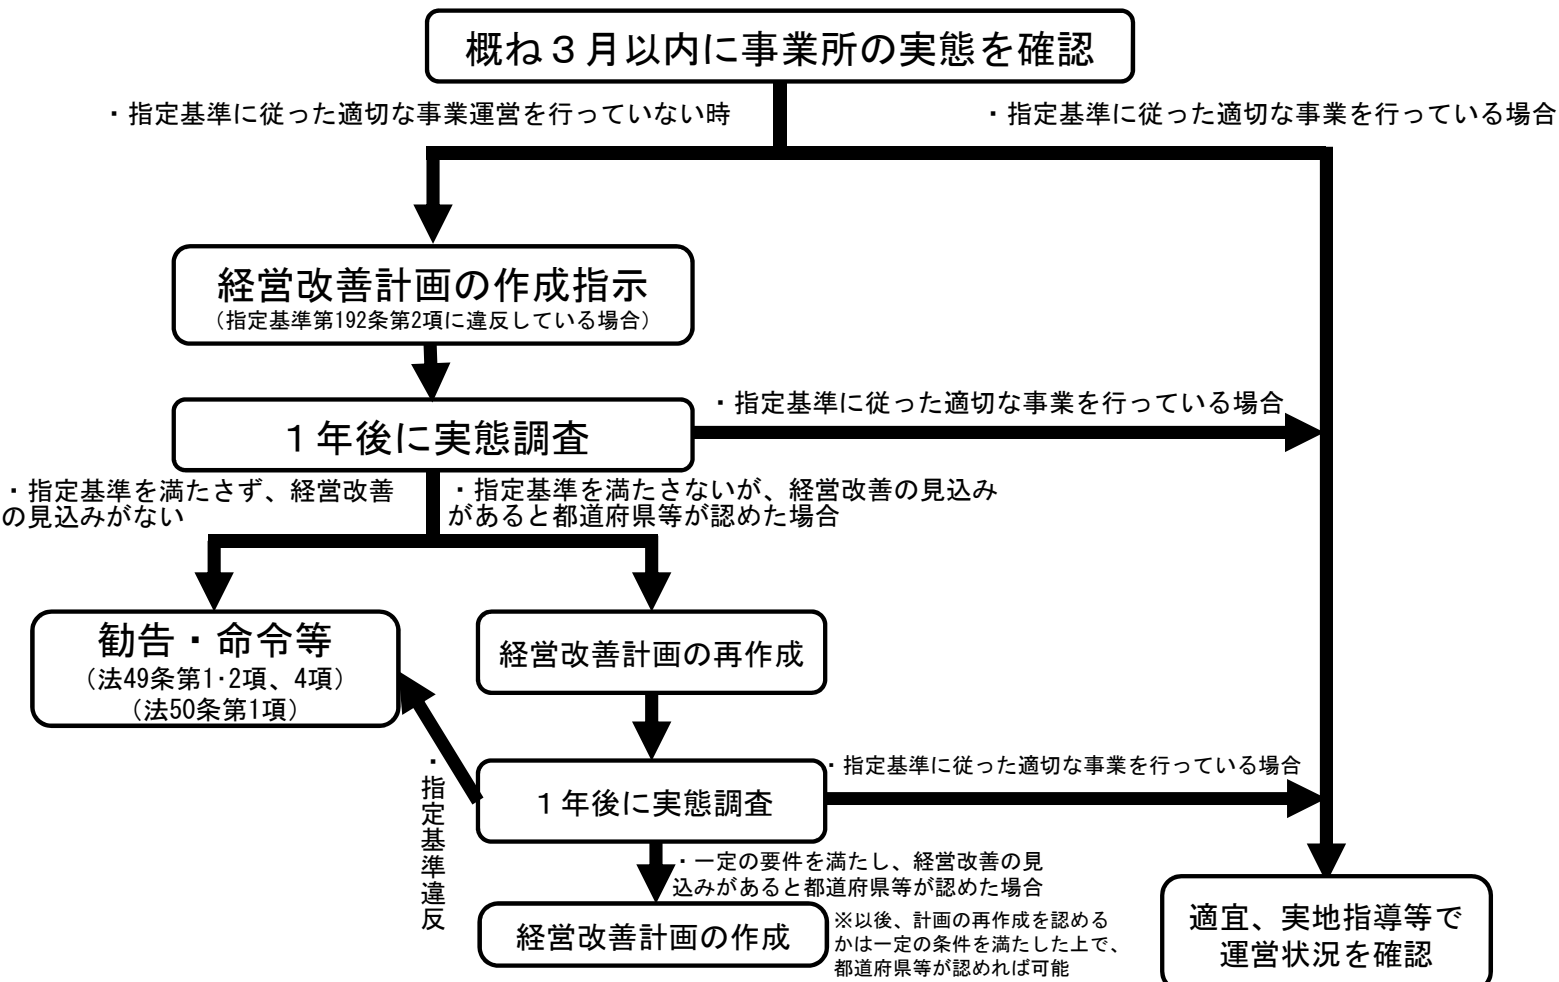 概ね３月以内に事業所の実態を確認
・指定基準に従った適切な事業運営を行っていない時
・指定基準に従った適切な事業を行っている場合
経営改善計画の作成指示
（指定基準第192条第2項に違反している場合）
１年後に実態調査
・指定基準に従った適切な事業を行っている場合
・指定基準を満たさず、経営改善
の見込みがない
・指定基準を満たさないが、経営改善の見込み
があると都道府県等が認めた場合
勧告・命令等
（法49条第1・2項、4項）
（法50条第1項）
経営改善計画の再作成
・指定基準違反
１年後に実態調査
・指定基準に従った適切な事業を行っている場合
・一定の要件を満たし、経営改善の見
込みがあると都道府県等が認めた場合
経営改善計画の作成
※以後、計画の再作成を認める
かは一定の条件を満たした上で、
都道府県等が認めれば可能
適宜、実地指導等で
運営状況を確認